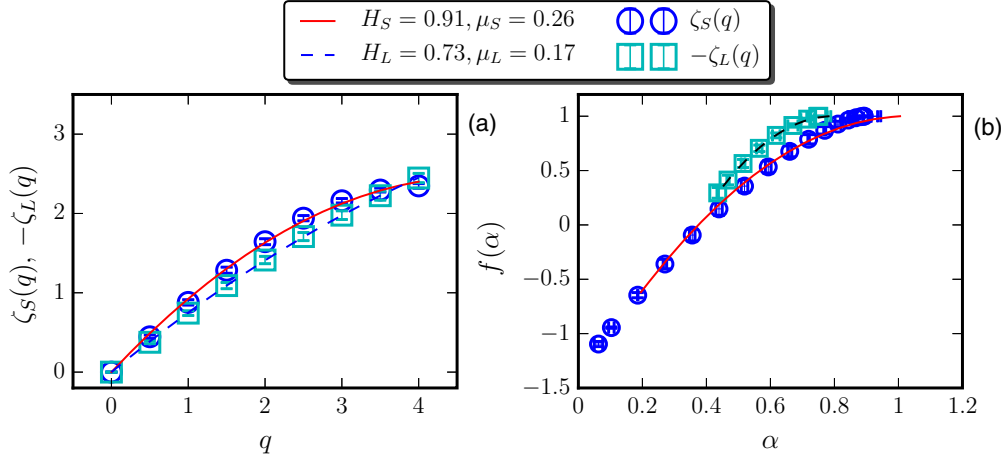 H_S = 0.91, μ_S = 0.26
ζ_S(q)
H_L = 0.73, μ_L = 0.17
−ζ_L(q)
(a)
3
2
1
0
0 1 2 3 4
q
ζ_S(q), −ζ_L(q)
(b)
1
0.5
0
−0.5
−1
−1.5
0 0.2 0.4 0.6 0.8 1 1.2
α
f(α)